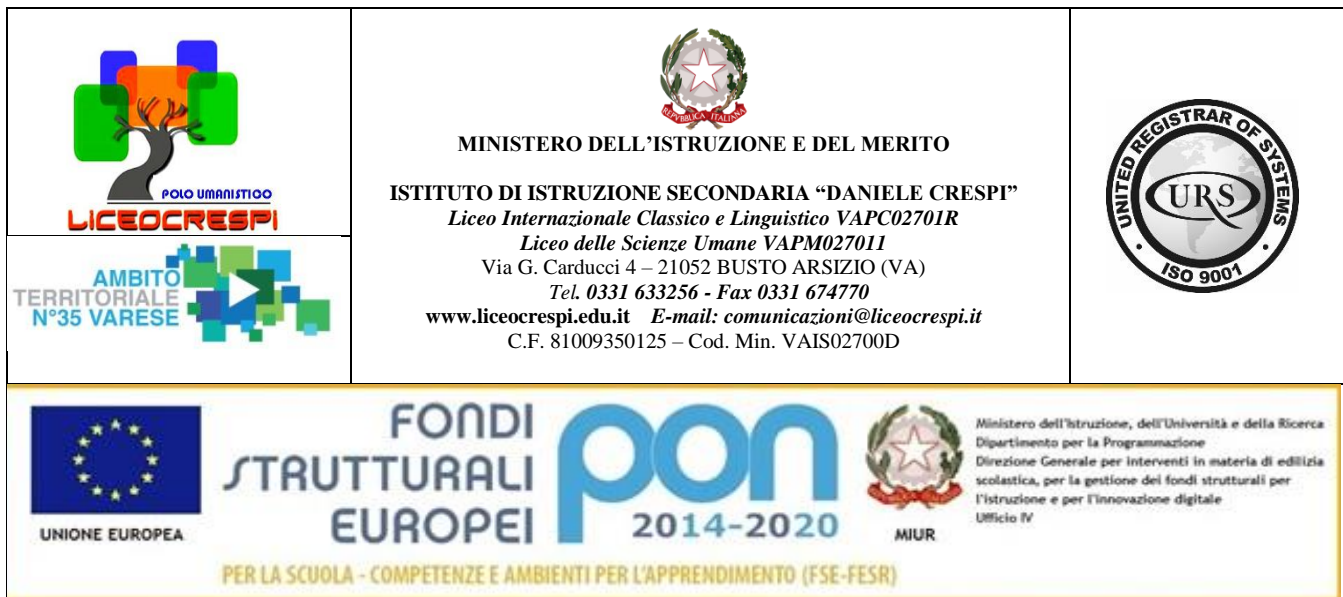 POLO UMANISTICO
LICEOCRESPI
AMBITO
TERRITORIALE
N°35 VARESE
REPUBBLICA ITALIANA
MINISTERO DELL’ISTRUZIONE E DEL MERITO
ISTITUTO DI ISTRUZIONE SECONDARIA “DANIELE CRESPI”
Liceo Internazionale Classico e Linguistico VAPC02701R
Liceo delle Scienze Umane VAPM027011
Via G. Carducci 4 – 21052 BUSTO ARSIZIO (VA)
Tel. 0331 633256 - Fax 0331 674770
www.liceocrespi.edu.it E-mail: comunicazioni@liceocrespi.it
C.F. 81009350125 – Cod. Min. VAIS02700D
UNITED REGISTRAR OF SYSTEMS
URS
ISO 9001
UNIONE EUROPEA
FONDI
STRUTTURALI
EUROPEI
pon
2014-2020
MIUR
Ministero dell'Istruzione, dell'Università e della Ricerca
Dipartimento per la Programmazione
Direzione Generale per interventi in materia di edilizia
scolastica, per la gestione dei fondi strutturali per
l'istruzione e per l'innovazione digitale
Ufficio IV
PER LA SCUOLA - COMPETENZE E AMBIENTI PER L'APPRENDIMENTO (FSE-FESR)